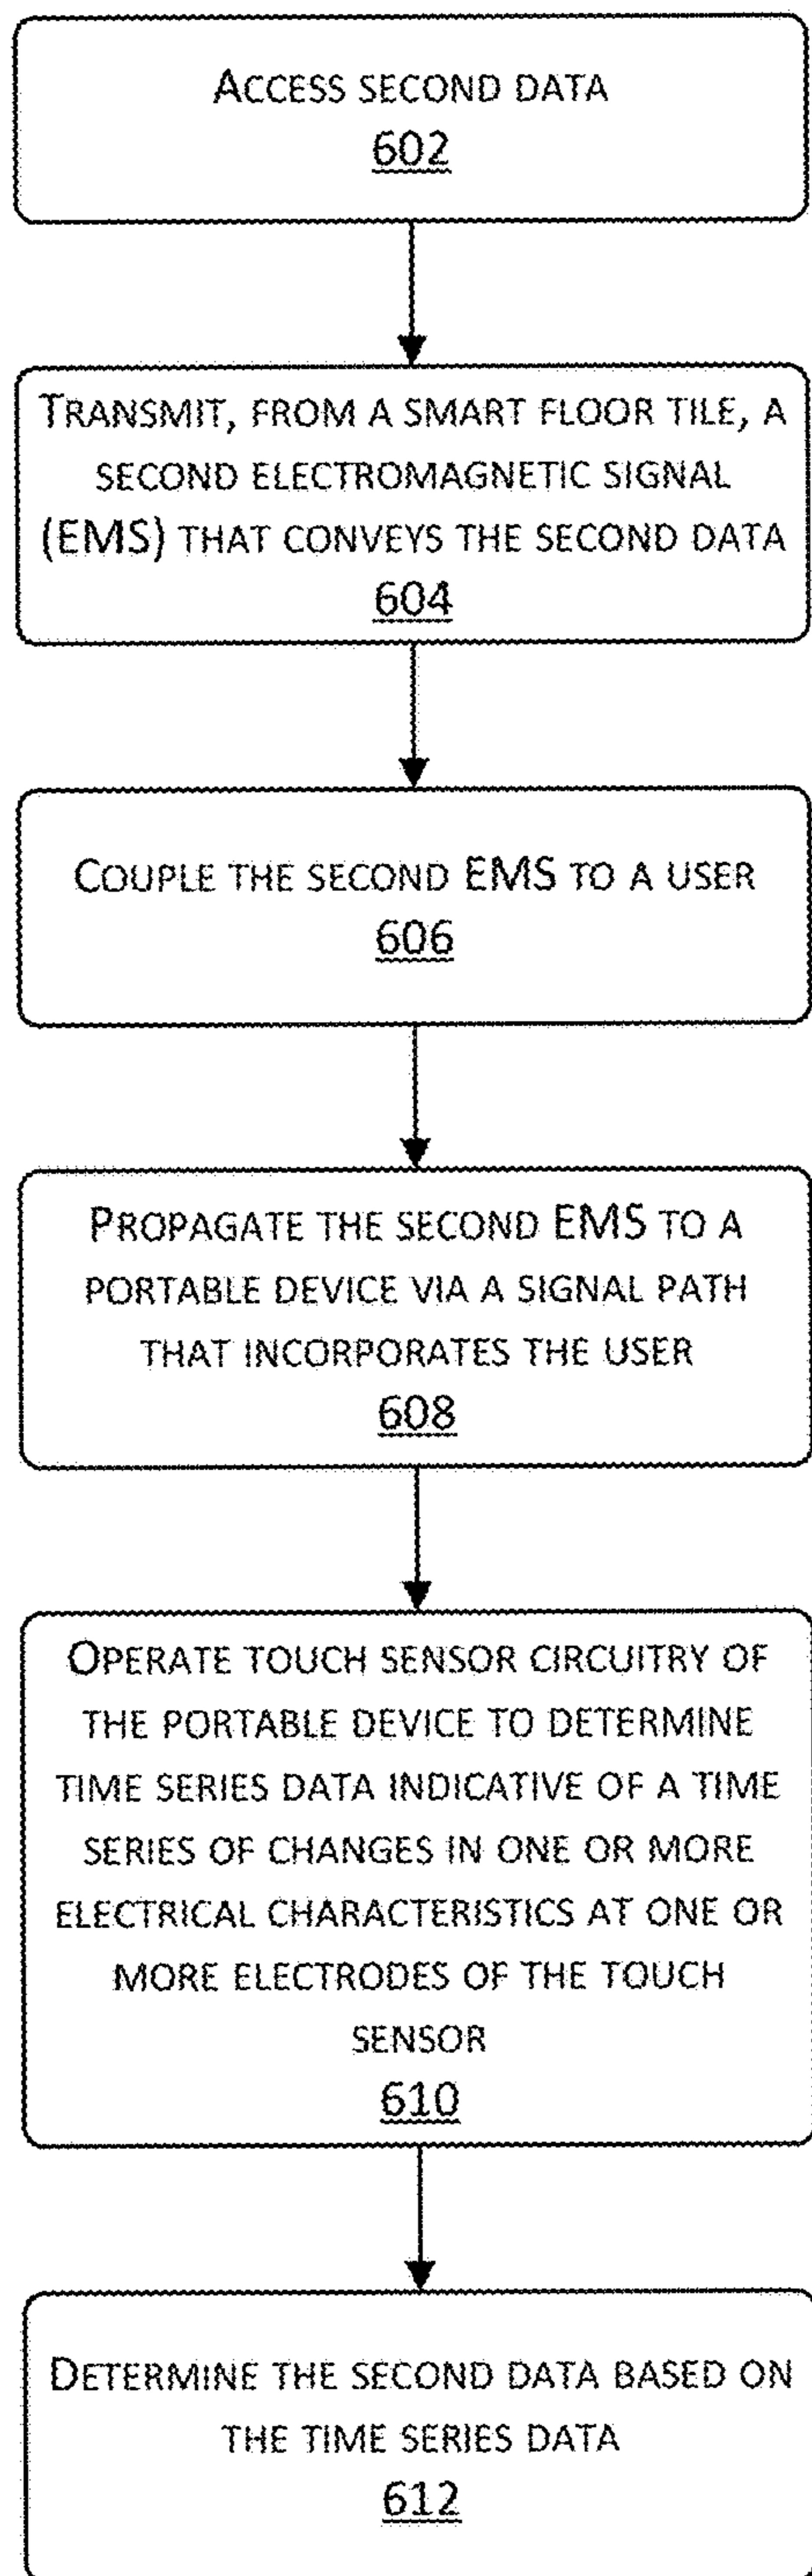 ACCESS SECOND DATA
602
TRANSMIT, FROM A SMART FLOOR TILE, A
SECOND ELECTROMAGNETIC SIGNAL
(EMS) THAT CONVEYS THE SECOND DATA
604
COUPLE THE SECOND EMS TO A USER
606
PROPAGATE THE SECOND EMS TO A
PORTABLE DEVICE VIA A SIGNAL PATH
THAT INCORPORATES THE USER
608
OPERATE TOUCH SENSOR CIRCUITRY OF
THE PORTABLE DEVICE TO DETERMINE
TIME SERIES DATA INDICATIVE OF A TIME
SERIES OF CHANGES IN ONE OR MORE
ELECTRICAL CHARACTERISTICS AT ONE OR
MORE ELECTRODES OF THE TOUCH
SENSOR
610
DETERMINE THE SECOND DATA BASED ON
THE TIME SERIES DATA
612